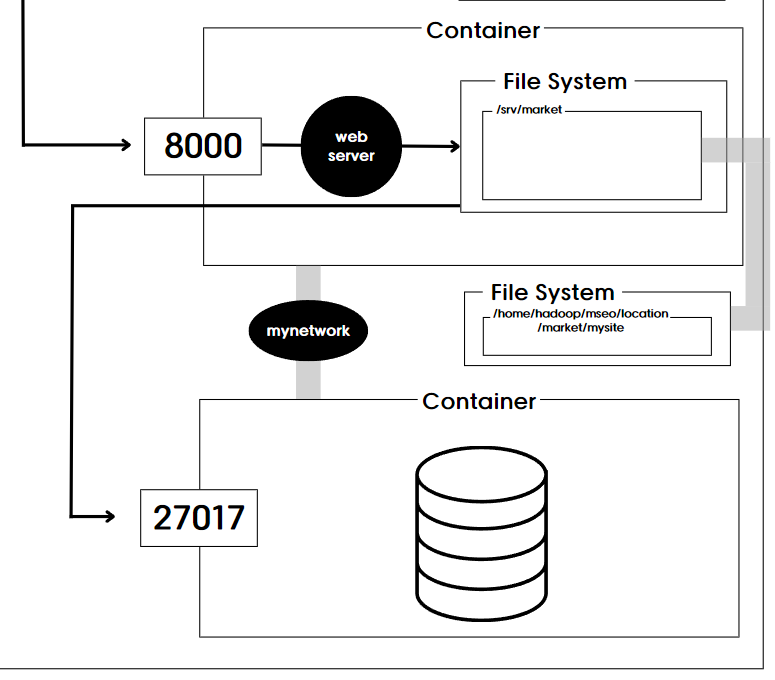 Container
File System
/srv/market
8000
web
server
File System
/home/hadoop/mseo/location
/market/mysite
mynetwork
Container
27017